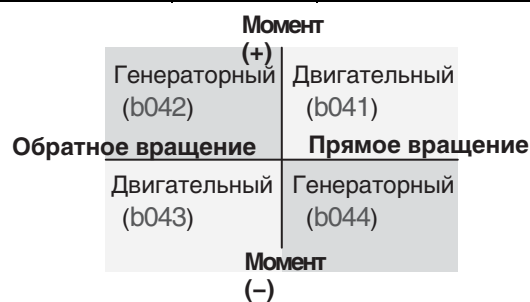 Момент
(+)
Генераторный Двигательный
(b042) (b041)
Обратное вращение Прямое вращение
Двигательный Генераторный
(b043) (b044)
Момент
(−)